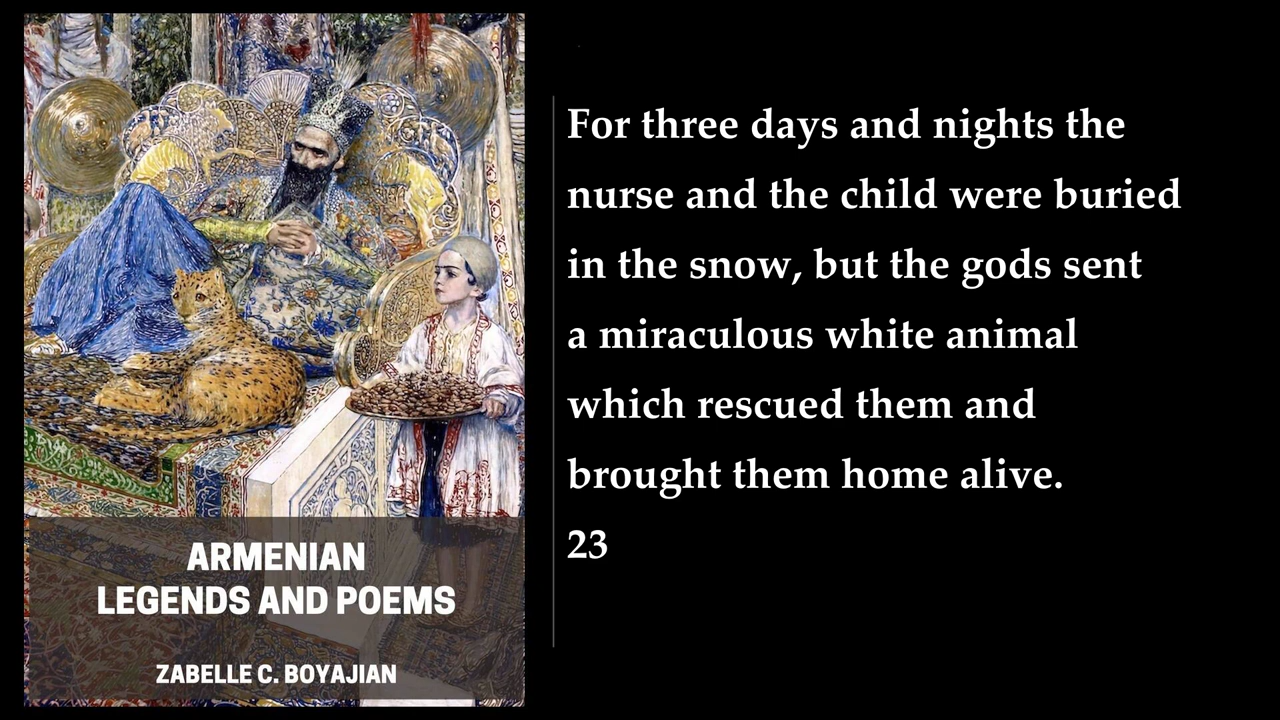 For three days and nights the
nurse and the child were buried
in the snow, but the gods sent
a miraculous white animal
which rescued them and
brought them home alive.
23
ARMENIAN
LEGENDS AND POEMS
ZABELLE C. BOYAJIAN